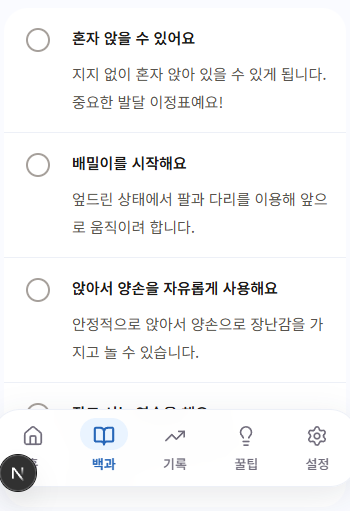 혼자 앉을 수 있어요
지지 없이 혼자 앉아 있을 수 있게 됩니다.
중요한 발달 이정표예요!
배밀이를 시작해요
엎드린 상태에서 팔과 다리를 이용해 앞으
로 움직이려 합니다.
앉아서 양손을 자유롭게 사용해요
안정적으로 앉아서 양손으로 장난감을 가
지고 놀 수 있습니다.
백과
기록
꿀팁
설정
N